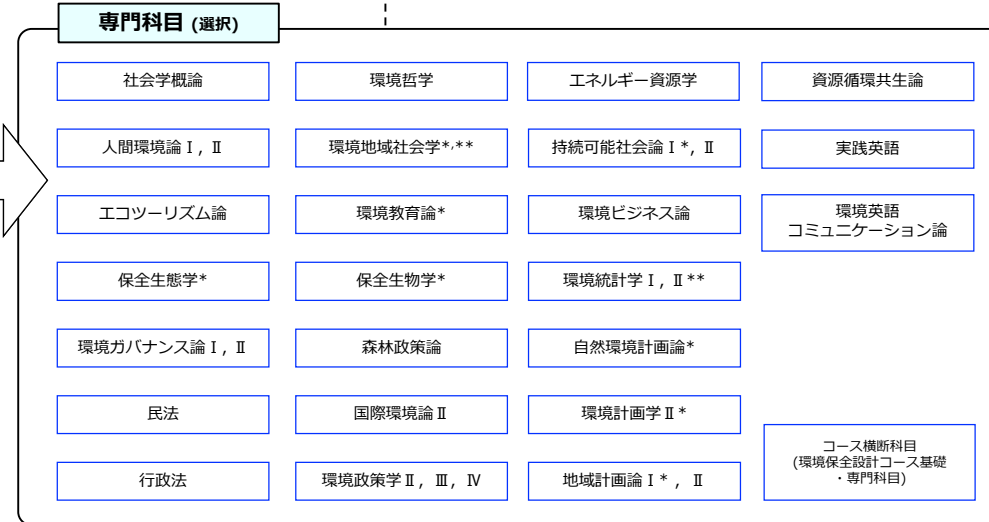 専門科目 (選択)
社会学概論
環境哲学
エネルギー資源学
資源循環共生論
人間環境論Ⅰ, Ⅱ
環境地域社会学*,**
持続可能社会論Ⅰ*, Ⅱ
実践英語
エコツーリズム論
環境教育論*
環境ビジネス論
環境英語
コミュニケーション論
保全生態学*
保全生物学*
環境統計学Ⅰ, Ⅱ**
環境ガバナンス論Ⅰ, Ⅱ
森林政策論
自然環境計画論*
民法
国際環境論Ⅱ
環境計画学Ⅱ*
行政法
環境政策学Ⅱ, Ⅲ, Ⅳ
地域計画論Ⅰ*, Ⅱ
コース横断科目
(環境保全設計コース基礎
・専門科目)